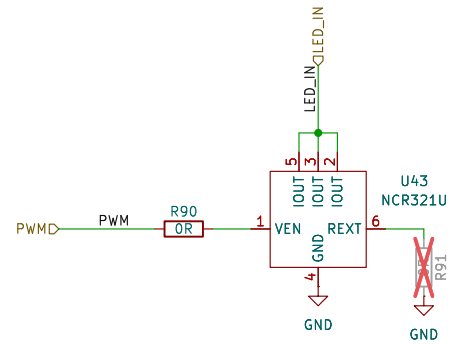 LED_IN
LED_IN
5
3
2
IOUT
IOUT
IOUT
U43
NCR321U
R90
0R
PWM
PWM
1
VEN
REXT
6
GND
4
R91
GND
GND